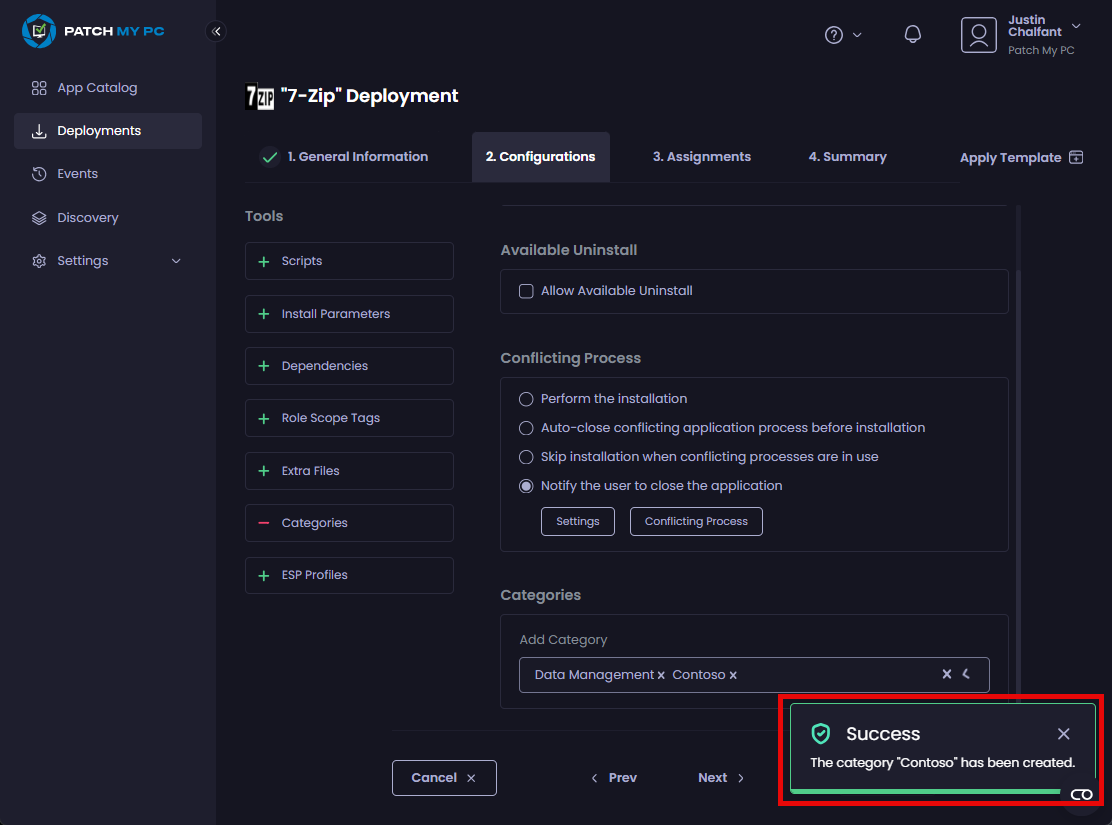 PATCH MY PC
App Catalog
Deployments
Events
Discovery
Settings
Justin
Chalfant
Patch My PC
7ZIP "7-Zip" Deployment
1. General Information
2. Configurations
3. Assignments
4. Summary
Apply Template
Tools
Scripts
Install Parameters
Dependencies
Role Scope Tags
Extra Files
Categories
ESP Profiles
Available Uninstall
Allow Available Uninstall
Conflicting Process
Perform the installation
Auto-close conflicting application process before installation
Skip installation when conflicting processes are in use
Notify the user to close the application
Settings
Conflicting Process
Categories
Add Category
Data Management x Contoso x
Cancel
Prev
Next
Success
The category "Contoso" has been created.